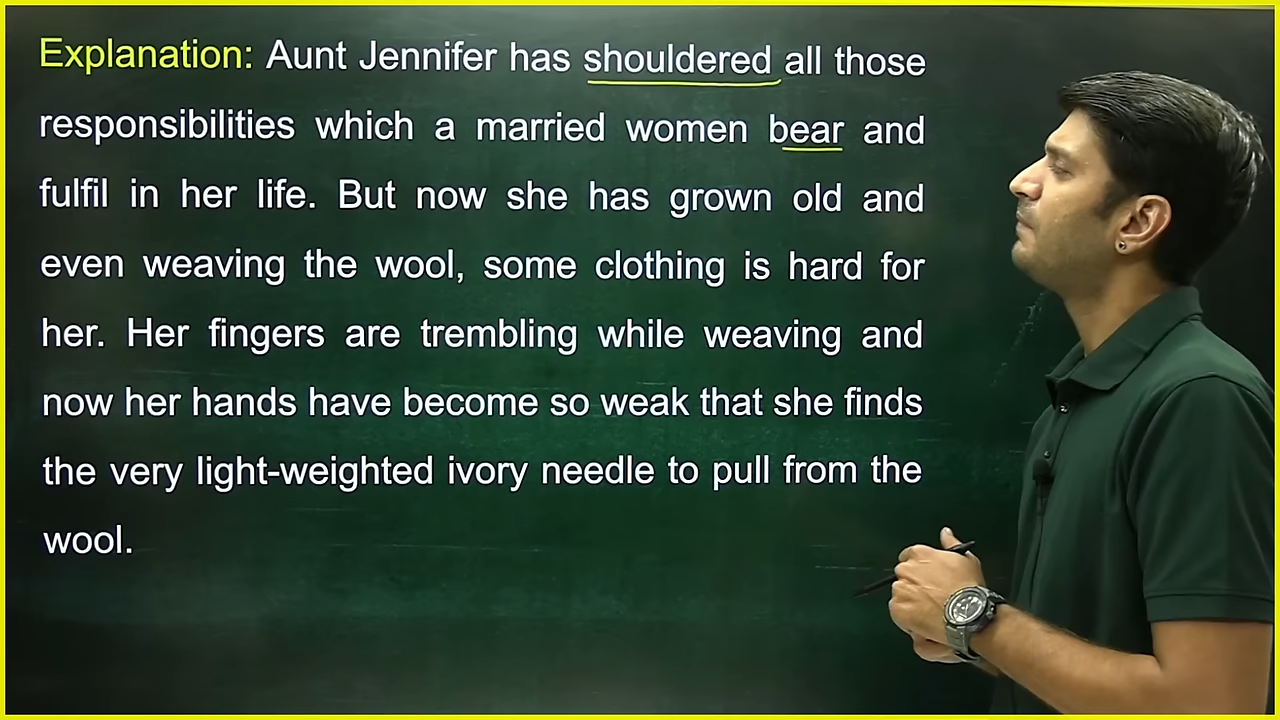 Explanation: Aunt Jennifer has shouldered all those
responsibilities which a married women bear and
fulfil in her life. But now she has grown old and
even weaving the wool, some clothing is hard for
her. Her fingers are trembling while weaving and
now her hands have become so weak that she finds
the very light-weighted ivory needle to pull from the
wool.